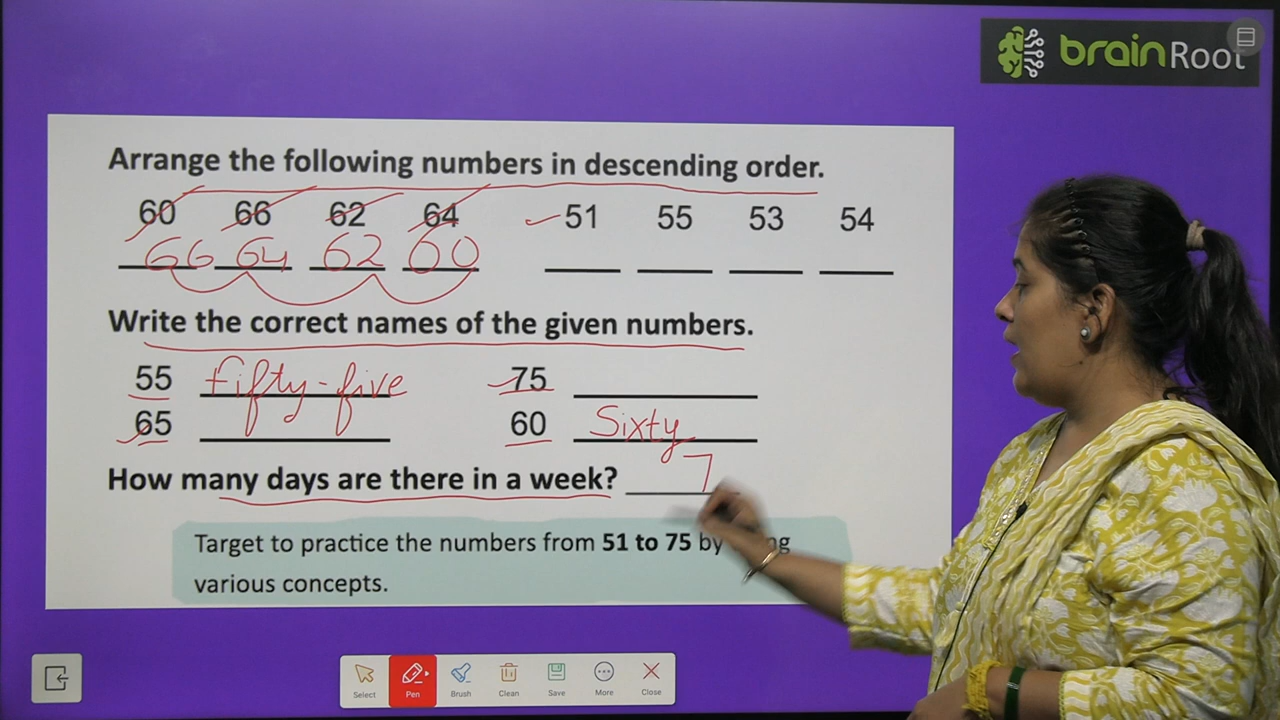 brainRoot
Arrange the following numbers in descending order.
60 66 62 64 51 55 53 54
66 64 62 60
Write the correct names of the given numbers.
55 fifty-five 75
65 60 Sixty
How many days are there in a week? 7
Target to practice the numbers from 51 to 75 by
various concepts.
Select Pen Brush Clean Save More Close